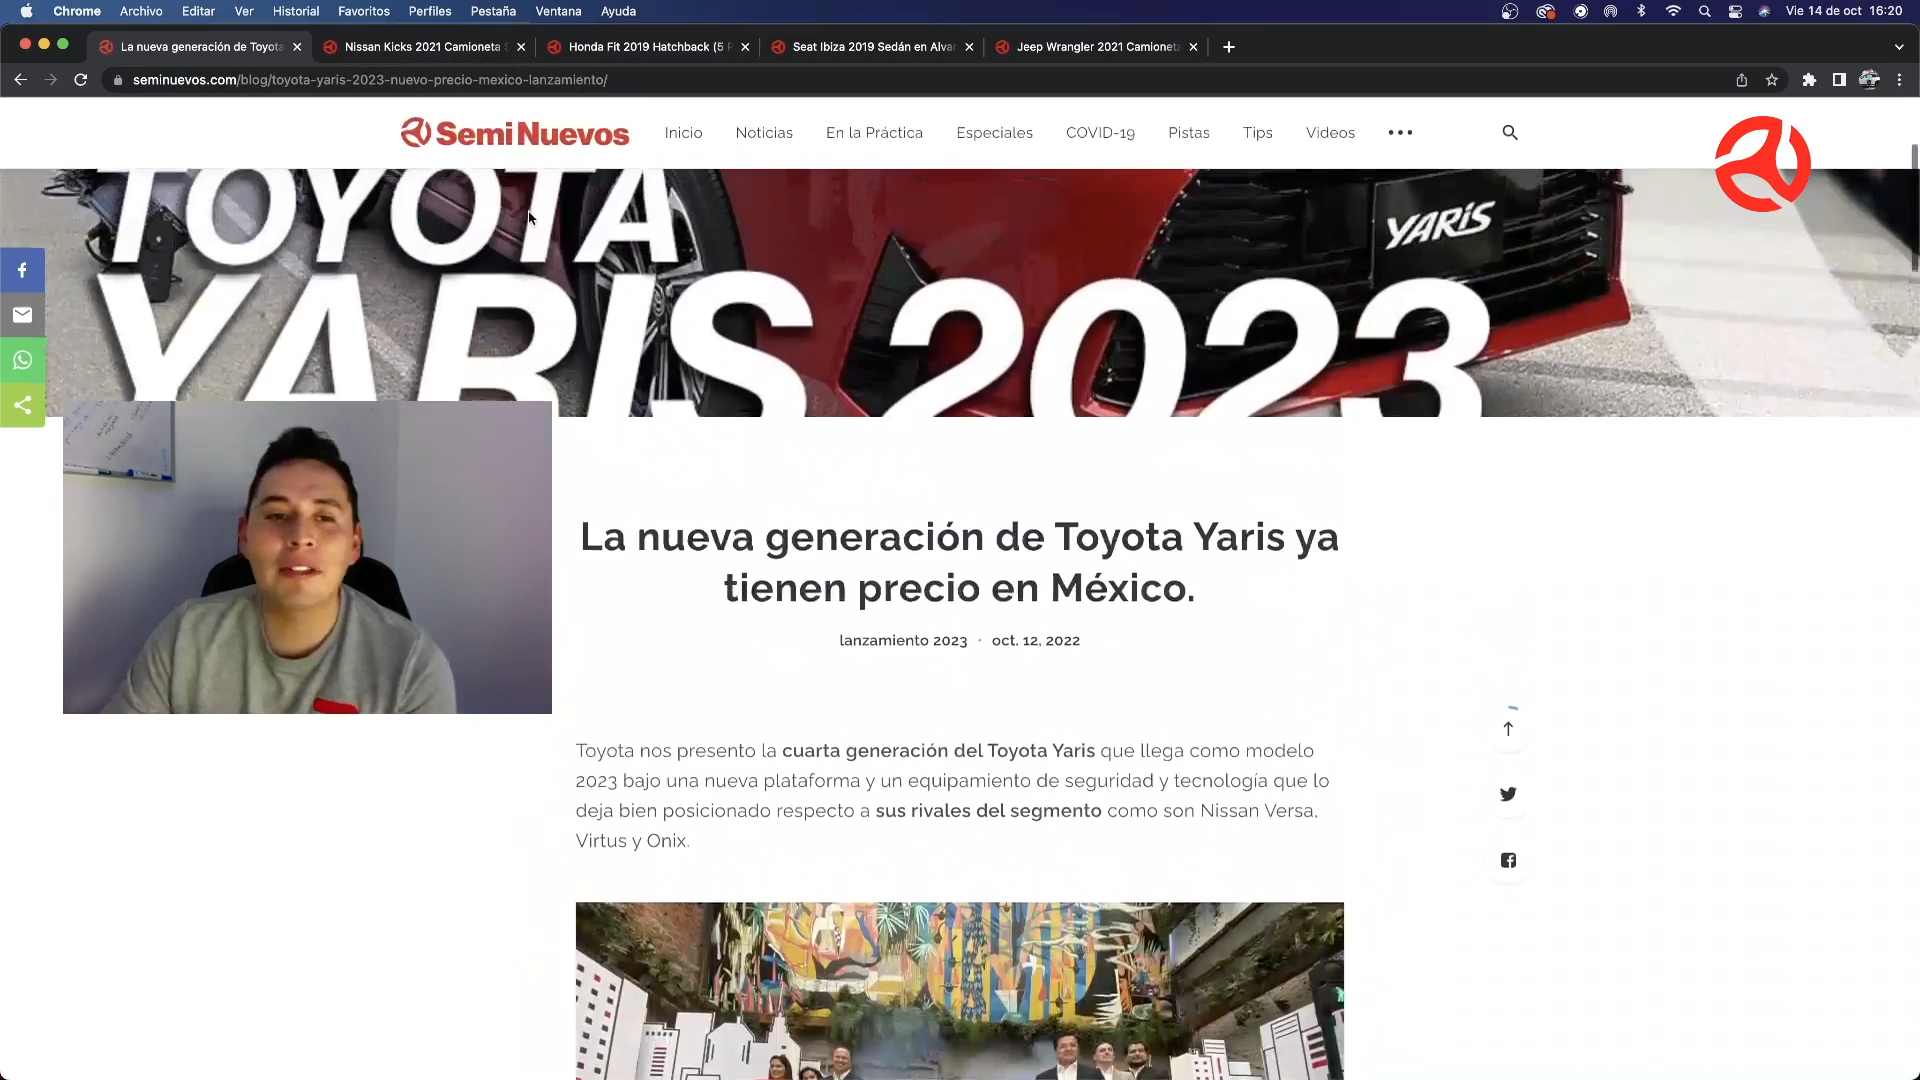 Chrome Archivo Editar Ver Historial Favoritos Perfiles Pestaña Ventana Ayuda Vie 14 de oct 16:20
La nueva generación de Toyota Nissan Kicks 2021 Camioneta S Honda Fit 2019 Hatchback (5 P Seat Ibiza 2019 Sedán en Alvar Jeep Wrangler 2021 Camioneta
seminuevos.com/blog/toyota-yaris-2023-nuevo-precio-mexico-lanzamiento/
SemiNuevos Inicio Noticias En la Práctica Especiales COVID-19 Pistas Tips Videos
TOYOTA
YARIS
YARIS 2023
La nueva generación de Toyota Yaris ya
tienen precio en México.
lanzamiento 2023 · oct. 12, 2022
Toyota nos presento la cuarta generación del Toyota Yaris que llega como modelo
2023 bajo una nueva plataforma y un equipamiento de seguridad y tecnología que lo
deja bien posicionado respecto a sus rivales del segmento como son Nissan Versa,
Virtus y Onix.